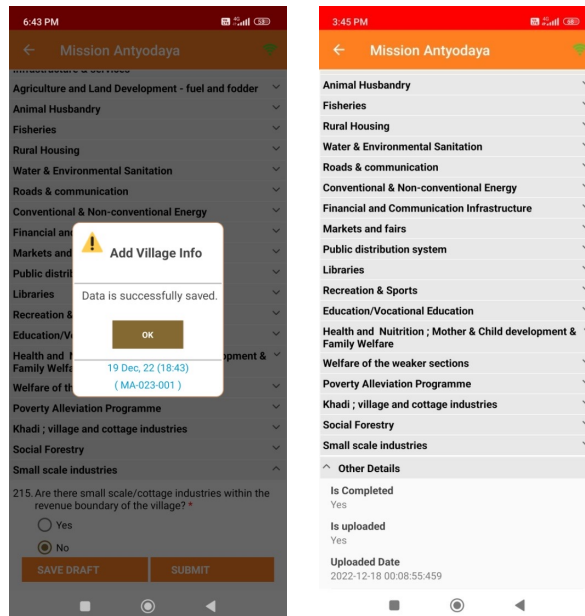 6:43 PM
Mission Antyodaya
Infrastructure & services
Agriculture and Land Development - fuel and fodder
Animal Husbandry
Fisheries
Rural Housing
Water & Environmental Sanitation
Roads & communication
Conventional & Non-conventional Energy
Financial an
Markets and
Public distrib
Libraries
Recreation &
Education/V
Health and
pment &
Family Welfa
Welfare of th
Add Village Info
Data is successfully saved.
OK
19 Dec, 22 (18:43)
( MA-023-001 )
Poverty Alleviation Programme
Khadi ; village and cottage industries
Social Forestry
Small scale industries
215. Are there small scale/cottage industries within the
revenue boundary of the village? *
Yes
No
SAVE DRAFT
SUBMIT
3:45 PM
Mission Antyodaya
Animal Husbandry
Fisheries
Rural Housing
Water & Environmental Sanitation
Roads & communication
Conventional & Non-conventional Energy
Financial and Communication Infrastructure
Markets and fairs
Public distribution system
Libraries
Recreation & Sports
Education/Vocational Education
Health and Nuitrition ; Mother & Child development &
Family Welfare
Welfare of the weaker sections
Poverty Alleviation Programme
Khadi ; village and cottage industries
Social Forestry
Small scale industries
Other Details
Is Completed
Yes
Is uploaded
Yes
Uploaded Date
2022-12-18 00:08:55:459